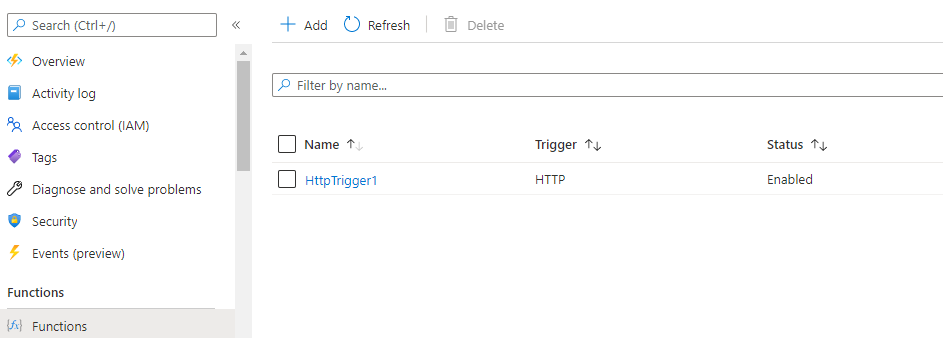 Search (Ctrl+/)
«
Overview
Activity log
Access control (IAM)
Tags
Diagnose and solve problems
Security
Events (preview)
Functions
Functions
Add Refresh Delete
Filter by name...
Name Trigger Status
HttpTrigger1 HTTP Enabled